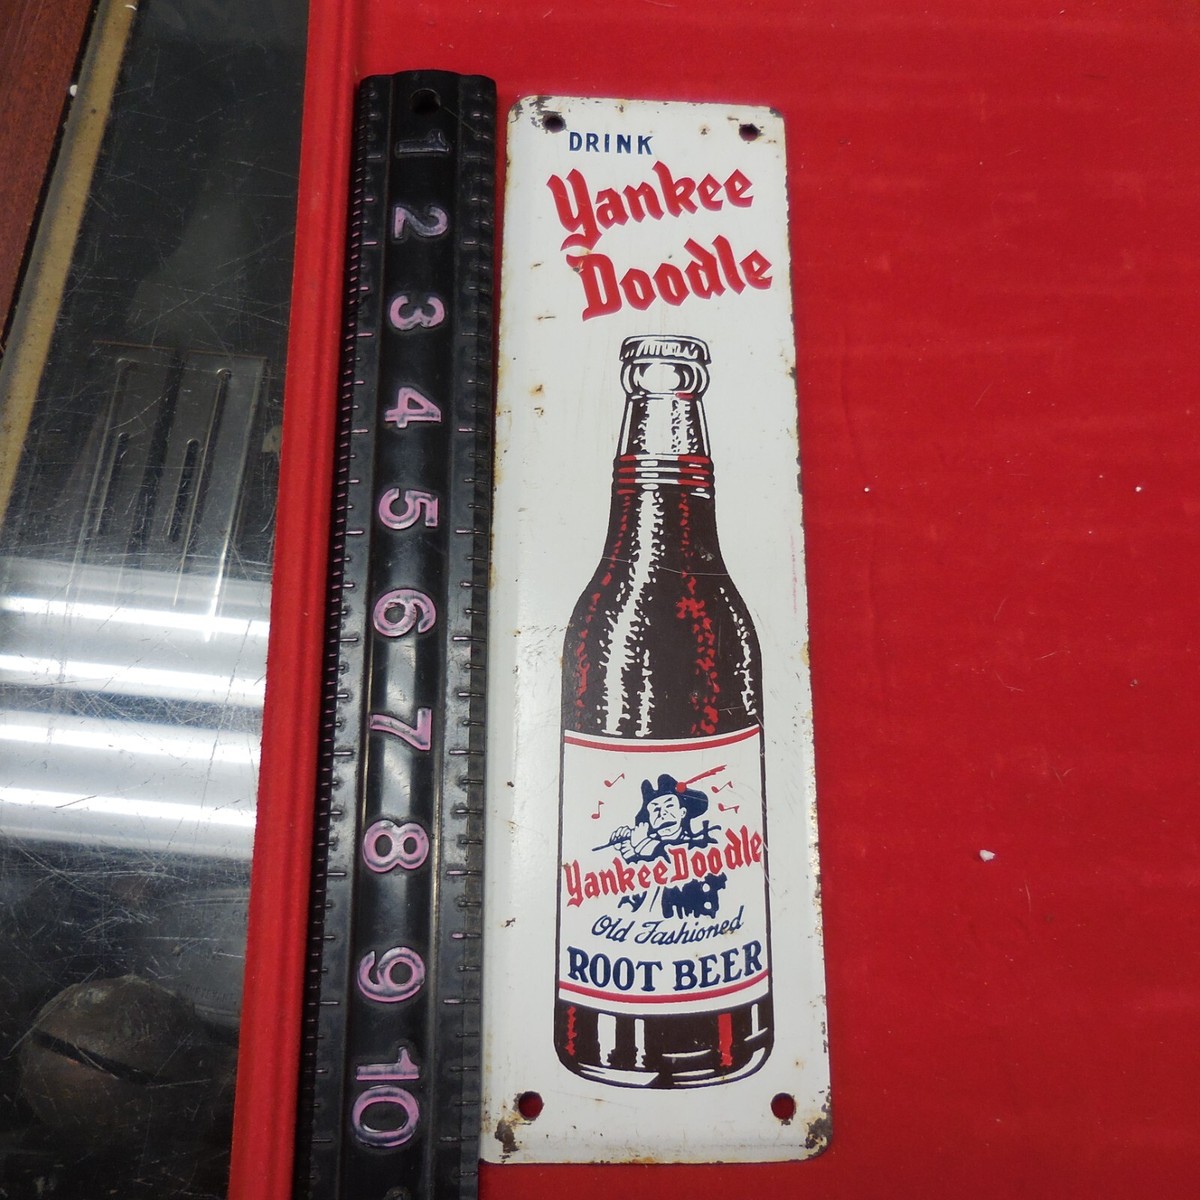 1
2
3
4
5
6
7
8
9
10
DRINK
Yankee
Doodle
Yankee Doodle
Old Fashioned
ROOT BEER